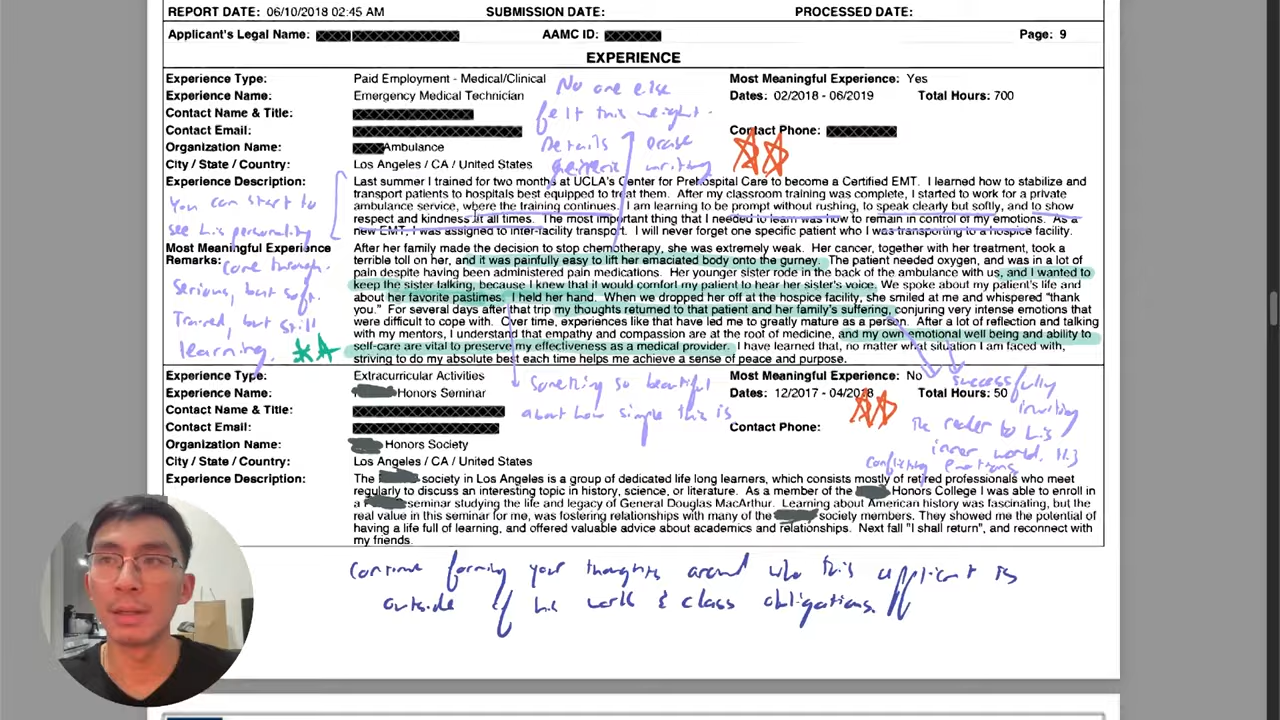 REPORT DATE: 06/10/2018 02:45 AM SUBMISSION DATE: PROCESSED DATE:
Applicant's Legal Name: AAMC ID: Page: 9
EXPERIENCE
Experience Type: Paid Employment - Medical/Clinical Most Meaningful Experience: Yes
Experience Name: Emergency Medical Technician Dates: 02/2018 - 06/2019 Total Hours: 700
Contact Name & Title:
Contact Email: Contact Phone:
Organization Name: Ambulance
City / State / Country: Los Angeles / CA / United States
No one else
felt this weight.
Details
writing
Experience Description: Last summer I trained for two months at UCLA's Center for Prehospital Care to become a Certified EMT. I learned how to stabilize and
transport patients to hospitals best equipped to treat them. After my classroom training was complete, I started to work for a private
ambulance service, where the training continues. I am learning to be prompt without rushing, to speak clearly but softly, and to show
respect and kindness at all times. The most important thing that I needed to learn was how to remain in control of my emotions. As a
new EMT, I was assigned to inter-facility transport. I will never forget one specific patient who I was transporting to a hospice facility.
You can start to
see his personality
come through.
Serious, but soft.
Trained, but still
learning.
Most Meaningful Experience Remarks: After her family made the decision to stop chemotherapy, she was extremely weak. Her cancer, together with her treatment, took a
terrible toll on her, and it was painfully easy to lift her emaciated body onto the gurney. The patient needed oxygen, and was in a lot of
pain despite having been administered pain medications. Her younger sister rode in the back of the ambulance with us, and I wanted to
keep the sister talking, because I knew that it would comfort my patient to hear her sister's voice. We spoke about my patient's life and
about her favorite pastimes. I held her hand. When we dropped her off at the hospice facility, she smiled at me and whispered "thank
you." For several days after that trip my thoughts returned to that patient and her family's suffering, conjuring very intense emotions that
were difficult to cope with. Over time, experiences like that have led me to greatly mature as a person. After a lot of reflection and talking
with my mentors, I understand that empathy and compassion are at the root of medicine, and my own emotional well being and ability to
self-care are vital to preserve my effectiveness as a medical provider. I have learned that, no matter what situation I am faced with,
striving to do my absolute best each time helps me achieve a sense of peace and purpose.
Experience Type: Extracurricular Activities Most Meaningful Experience: No
Experience Name: Honors Seminar Dates: 12/2017 - 04/2018 Total Hours: 50
Contact Name & Title:
Contact Email: Contact Phone:
Organization Name: Honors Society
City / State / Country: Los Angeles / CA / United States
something so beautiful
about how simple this is
successfully
inviting
the reader to his
inner world. His
conflicting emotions
Experience Description: The society in Los Angeles is a group of dedicated life long learners, which consists mostly of retired professionals who meet
regularly to discuss an interesting topic in history, science, or literature. As a member of the Honors College I was able to enroll in
a seminar studying the life and legacy of General Douglas MacArthur. Learning about American history was fascinating, but the
real value in this seminar for me, was fostering relationships with many of the society members. They showed me the potential of
having a life full of learning, and offered valuable advice about academics and relationships. Next fall "I shall return", and reconnect with
my friends.
Continue forming your thoughts around who this applicant is
outside of his work & class obligations.